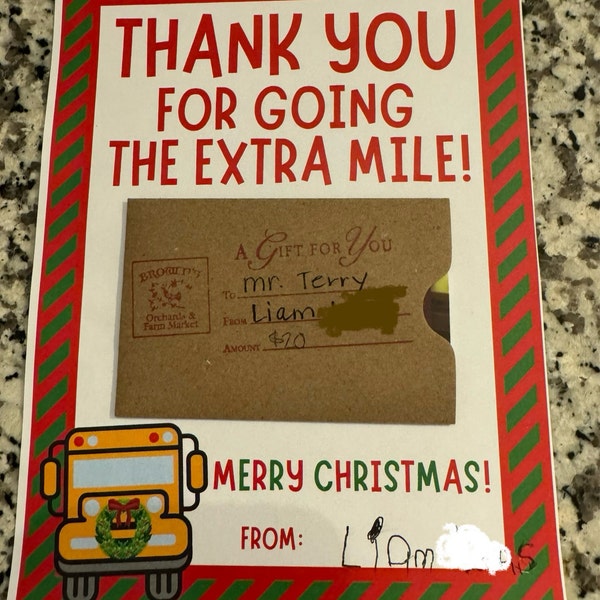 THANK YOU
FOR GOING
THE EXTRA MILE!
A GIFT FOR YOU
BROWN'S
Orchards &
Farm Market
TO mr. Terry
FROM Liam
AMOUNT $20
MERRY CHRISTMAS!
FROM: Liam